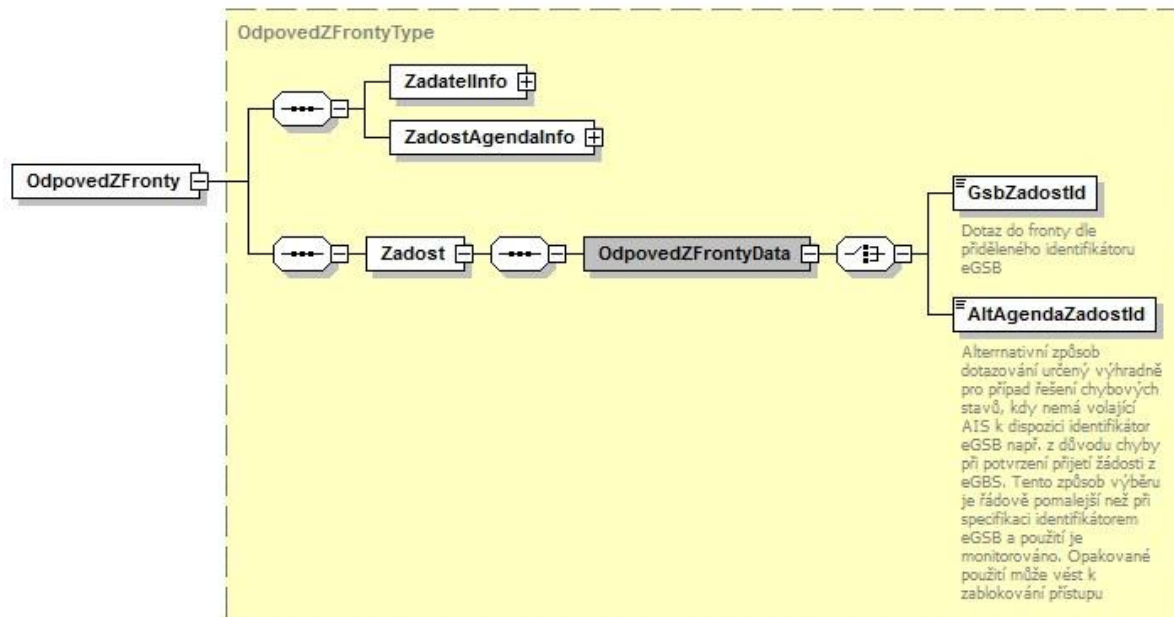 OdpovedZFrontyType
ZadatelInfo
ZadostAgendaInfo
OdpovedZFronty
GsbZadostId
Dotaz do fronty dle
přiděleného identifikátoru
eGSB
Zadost
OdpovedZFrontyData
AltAgendaZadostId
Alterrnativní způsob
dotazování určený výhradně
pro případ řešení chybových
stavů, kdy nemá volající
AIS k dispozici identifikátor
eGSB např. z důvodu chyby
při potvrzení přijetí žádosti z
eGBS. Tento způsob výběru
je řádově pomalejší než při
specifikaci identifikátorem
eGSB a použití je
monitorováno. Opakované
použití může vést k
zablokování přístupu